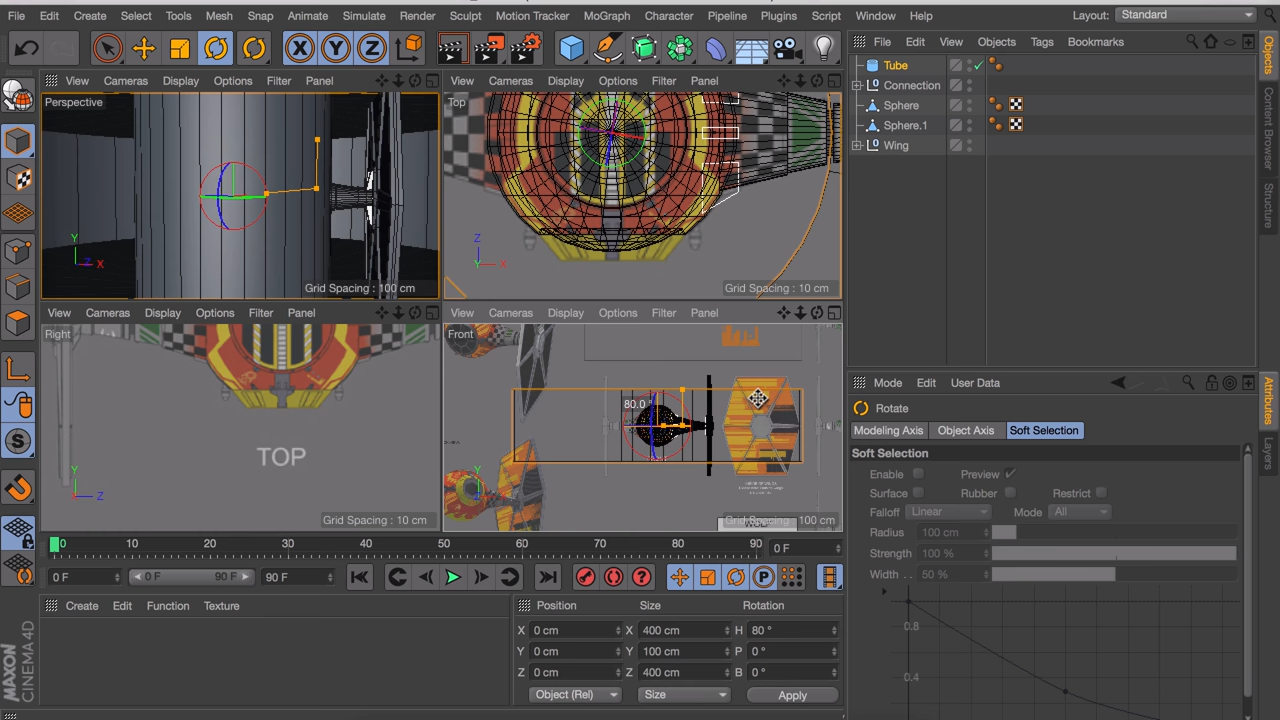 File Edit Create Select Tools Mesh Snap Animate Simulate Render Sculpt Motion Tracker MoGraph Character Pipeline Plugins Script Window Help Layout: Standard
X Y Z
File Edit View Objects Tags Bookmarks
Tube
Connection
Sphere
Sphere.1
Wing
Objects
Content Browser
Structure
View Cameras Display Options Filter Panel
Perspective
Y
Z X
Grid Spacing : 100 cm
View Cameras Display Options Filter Panel
Top
Z
X
Grid Spacing : 10 cm
View Cameras Display Options Filter Panel
Right
TOP
Y
Z
Grid Spacing : 10 cm
View Cameras Display Options Filter Panel
Front
80.0
Y
X
Grid Spacing : 100 cm
Mode Edit User Data
Rotate
Modeling Axis Object Axis Soft Selection
Soft Selection
Enable Preview
Surface Rubber Restrict
Falloff Linear Mode All
Radius 100 cm
Strength 100 %
Width . . 50 %
0.8
0.4
Attributes
Layers
0 10 20 30 40 50 60 70 80 90 0 F
0 F 0 F 90 F 90 F
P
Create Edit Function Texture
Position Size Rotation
X 0 cm X 400 cm H 80 °
Y 0 cm Y 100 cm P 0 °
Z 0 cm Z 400 cm B 0 °
Object (Rel) Size Apply
MAXON
CINEMA 4D